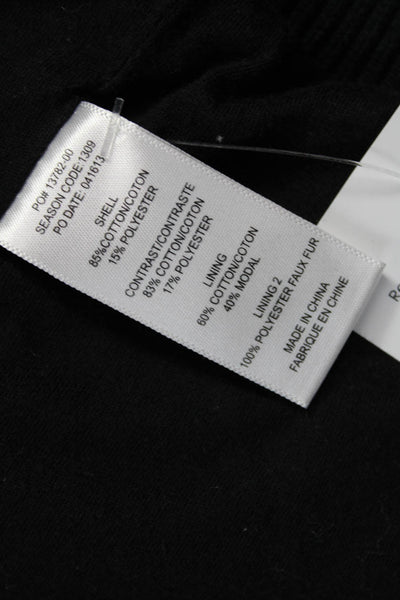 PO# 13782-00
SEASON CODE:1309
PO DATE: 041613
SHELL
85%COTTON/COTON
15% POLYESTER
CONTRAST/CONTRASTE
83% COTTON/COTON
17% POLYESTER
LINING
60% COTTON/COTON
40% MODAL
LINING 2
100% POLYESTER FAUX FUR
MADE IN CHINA
FABRIQUE EN CHINE